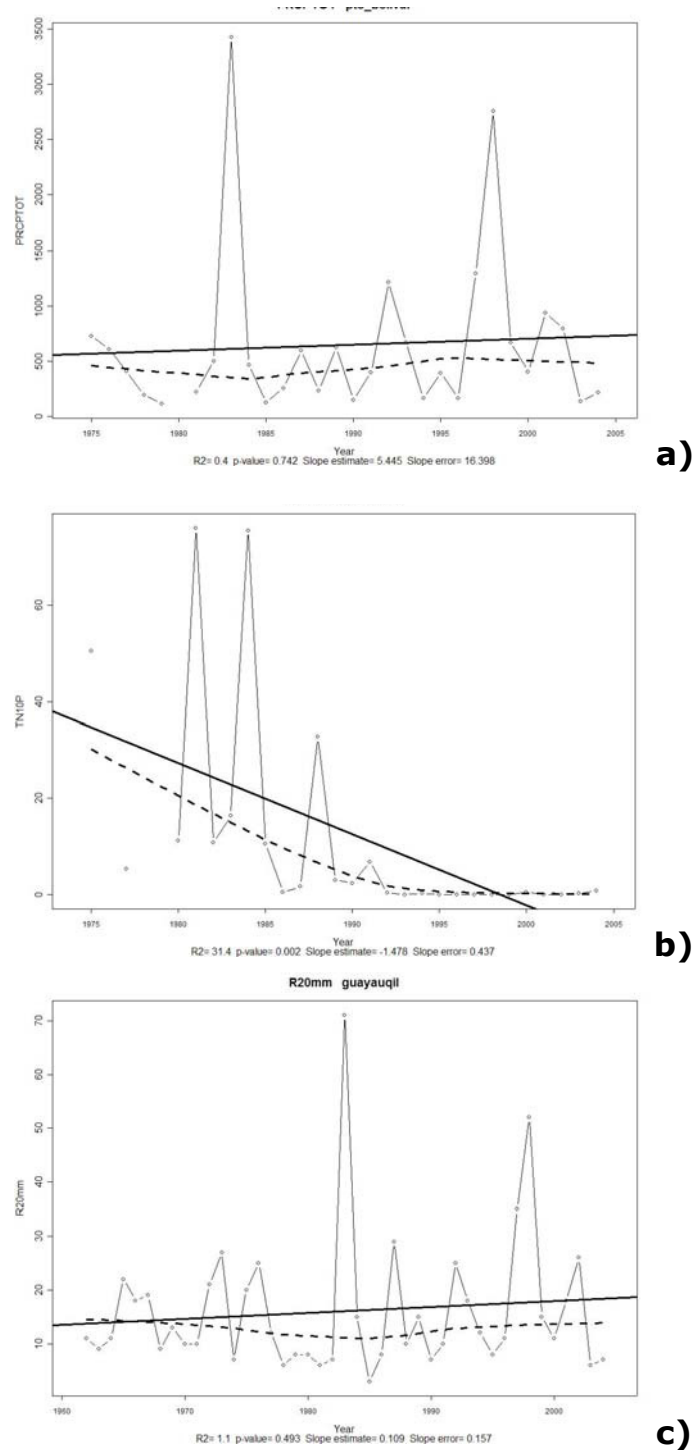 PRCPTOT
3500
3000
2500
2000
1500
1000
500
0
1975 1980 1985 1990 1995 2000 2005
Year
R2= 0.4 p-value= 0.742 Slope estimate= 5.445 Slope error= 16.398
a)
TN10P
60
40
20
0
1975 1980 1985 1990 1995 2000 2005
Year
R2= 31.4 p-value= 0.002 Slope estimate= -1.478 Slope error= 0.437
b)
R20mm guayauqil
R20mm
70
60
50
40
30
20
10
1960 1970 1980 1990 2000
Year
R2= 1.1 p-value= 0.493 Slope estimate= 0.109 Slope error= 0.157
c)